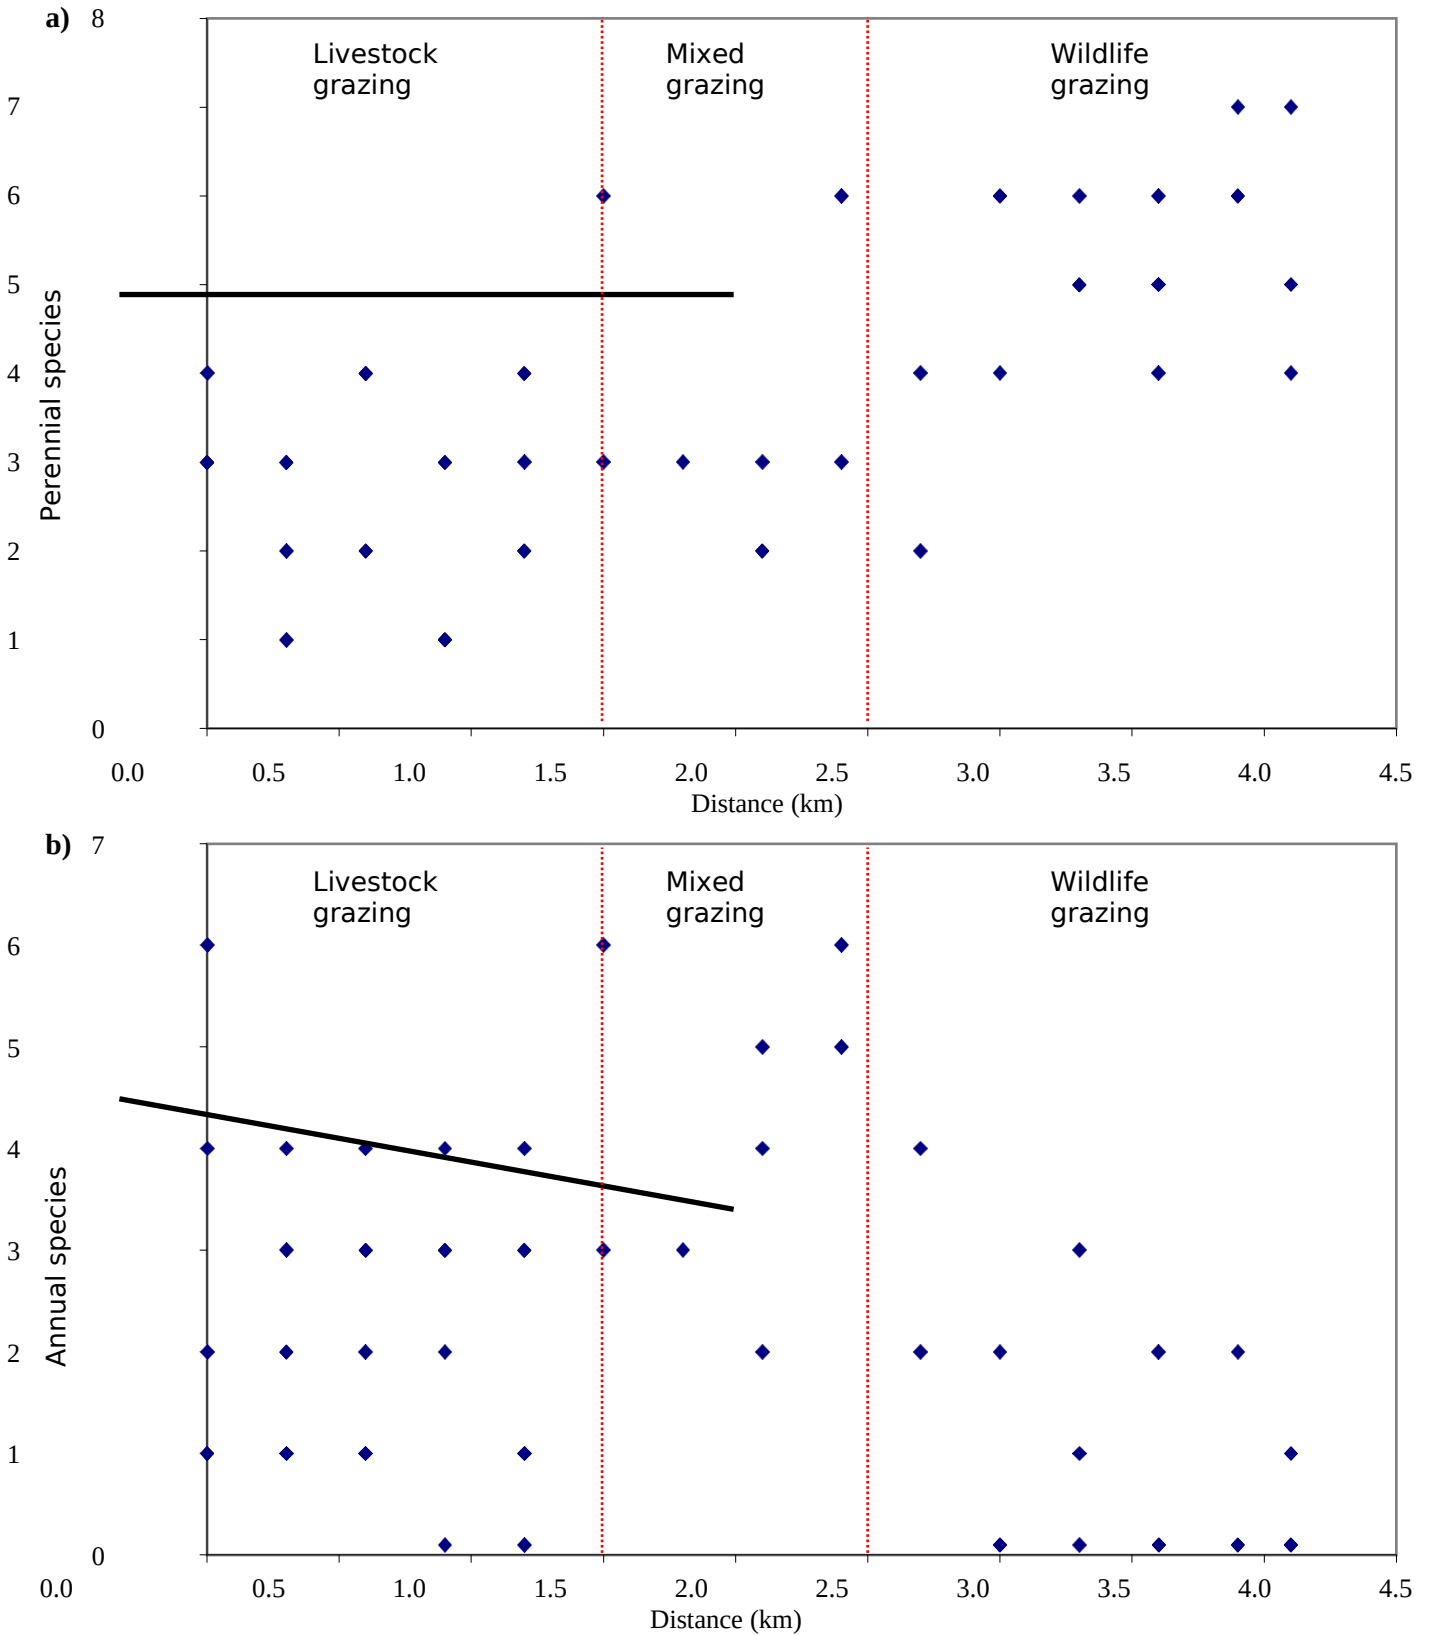 a)
8
Livestock
grazing
Mixed
grazing
Wildlife
grazing
7
6
5
4
3
2
1
0
Perennial species
0.0 0.5 1.0 1.5 2.0 2.5 3.0 3.5 4.0 4.5
Distance (km)
b)
7
Livestock
grazing
Mixed
grazing
Wildlife
grazing
6
5
4
3
2
1
0
Annual species
0.0 0.5 1.0 1.5 2.0 2.5 3.0 3.5 4.0 4.5
Distance (km)